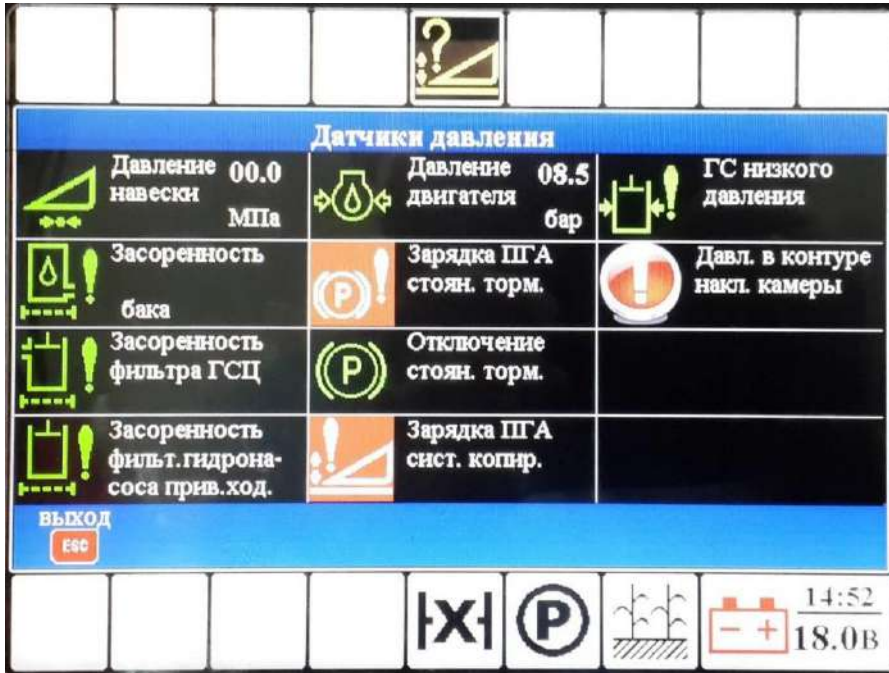 Датчики давления
Давление навески 00.0 МПа
Давление двигателя 08.5 бар
ГС низкого давления
Засоренность бака
Зарядка ПГА стоян. торм.
Давл. в контуре накл. камеры
Засоренность фильтра ГСЦ
Отключение стоян. торм.
Засоренность фильт.гидрона-
соса прив.ход.
Зарядка ПГА сист. копир.
ВЫХОД
ESC
14:52
18.0В